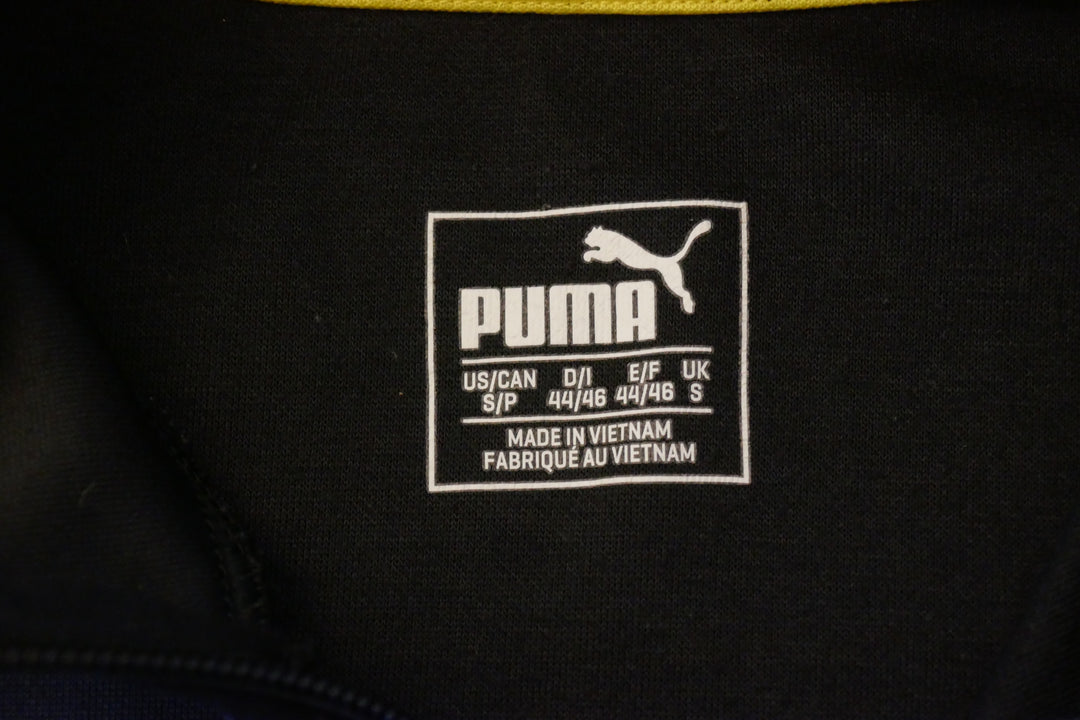 PUMA
US/CAN D/I E/F UK
S/P 44/46 44/46 S
MADE IN VIETNAM
FABRIQUÉ AU VIETNAM